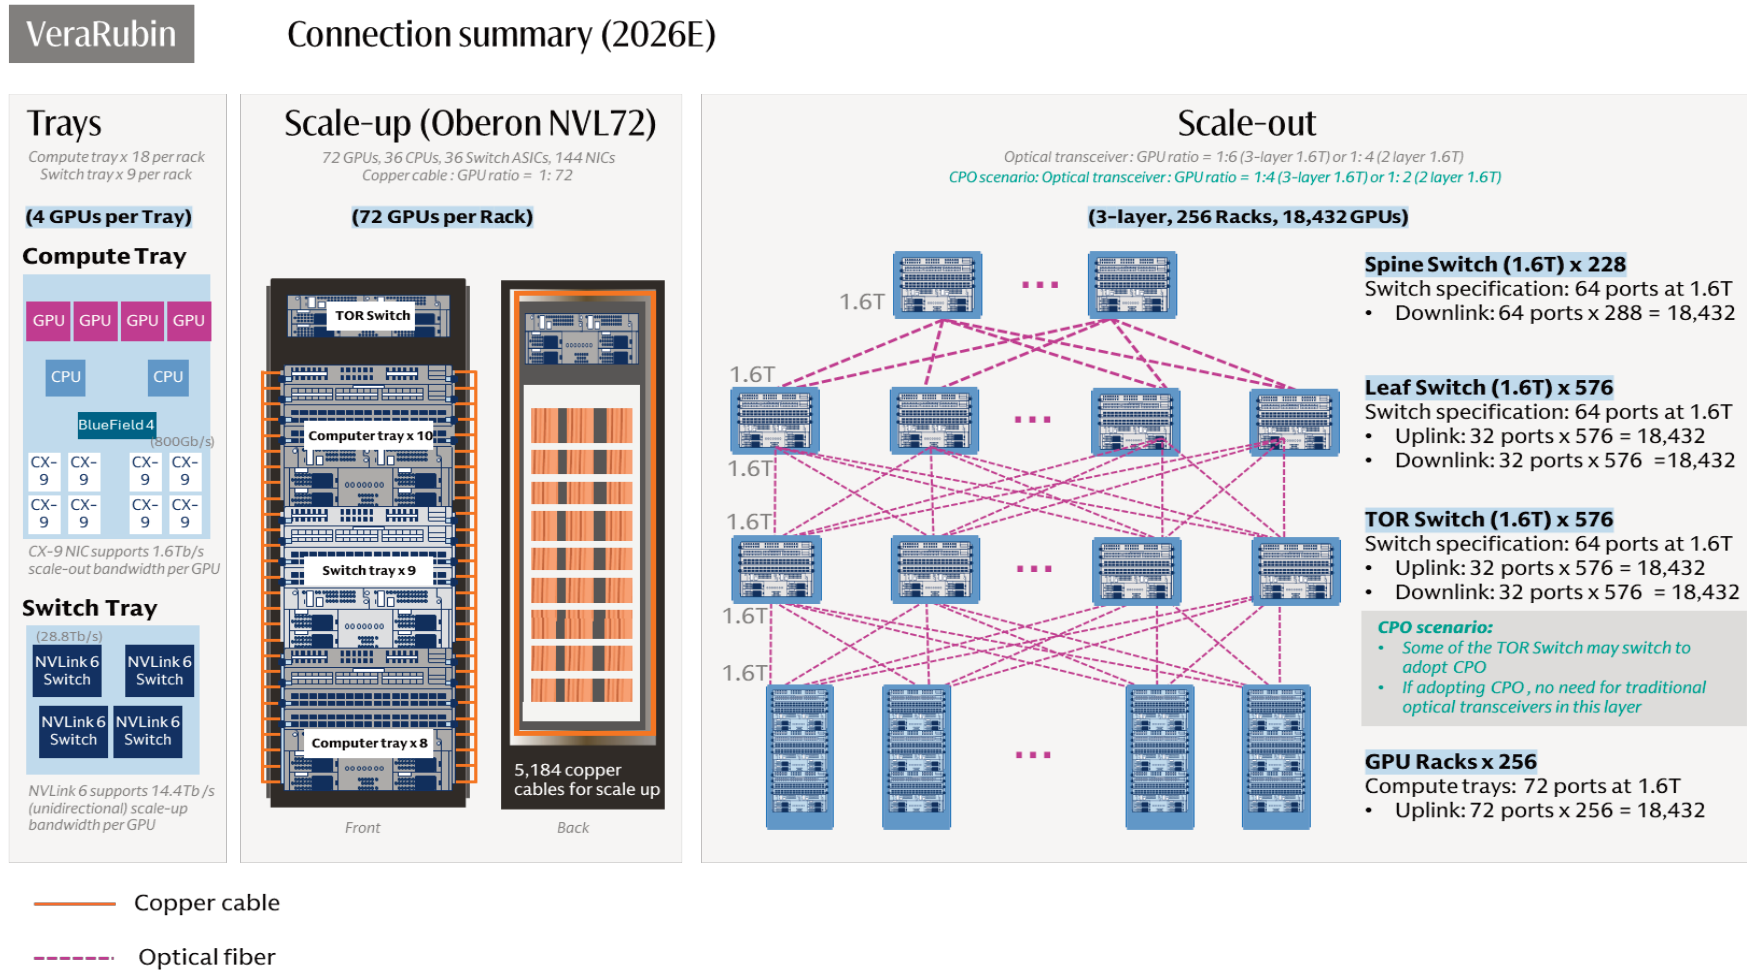 VeraRubin
Connection summary (2026E)
Trays
Compute tray x 18 per rack
Switch tray x 9 per rack
(4 GPUs per Tray)
Compute Tray
GPU GPU GPU GPU
CPU CPU
BlueField 4
(800Gb/s)
CX-9 CX-9 CX-9 CX-9
CX-9 CX-9 CX-9 CX-9
CX-9 NIC supports 1.6Tb/s
scale-out bandwidth per GPU
Switch Tray
(28.8Tb/s)
NVLink 6 Switch NVLink 6 Switch
NVLink 6 Switch NVLink 6 Switch
NVLink 6 supports 14.4Tb/s
(unidirectional) scale-up
bandwidth per GPU
Scale-up (Oberon NVL72)
72 GPUs, 36 CPUs, 36 Switch ASICs, 144 NICs
Copper cable : GPU ratio = 1: 72
(72 GPUs per Rack)
TOR Switch
Computer tray x 10
Switch tray x 9
Computer tray x 8
5,184 copper
cables for scale up
Front
Back
Scale-out
Optical transceiver : GPU ratio = 1:6 (3-layer 1.6T) or 1: 4 (2 layer 1.6T)
CPO scenario: Optical transceiver : GPU ratio = 1:4 (3-layer 1.6T) or 1: 2 (2 layer 1.6T)
(3-layer, 256 Racks, 18,432 GPUs)
1.6T
1.6T
1.6T
1.6T
1.6T
1.6T
Spine Switch (1.6T) x 228
Switch specification: 64 ports at 1.6T
• Downlink: 64 ports x 288 = 18,432
Leaf Switch (1.6T) x 576
Switch specification: 64 ports at 1.6T
• Uplink: 32 ports x 576 = 18,432
• Downlink: 32 ports x 576 =18,432
TOR Switch (1.6T) x 576
Switch specification: 64 ports at 1.6T
• Uplink: 32 ports x 576 = 18,432
• Downlink: 32 ports x 576 = 18,432
CPO scenario:
• Some of the TOR Switch may switch to
adopt CPO
• If adopting CPO, no need for traditional
optical transceivers in this layer
GPU Racks x 256
Compute trays: 72 ports at 1.6T
• Uplink: 72 ports x 256 = 18,432
Copper cable
Optical fiber